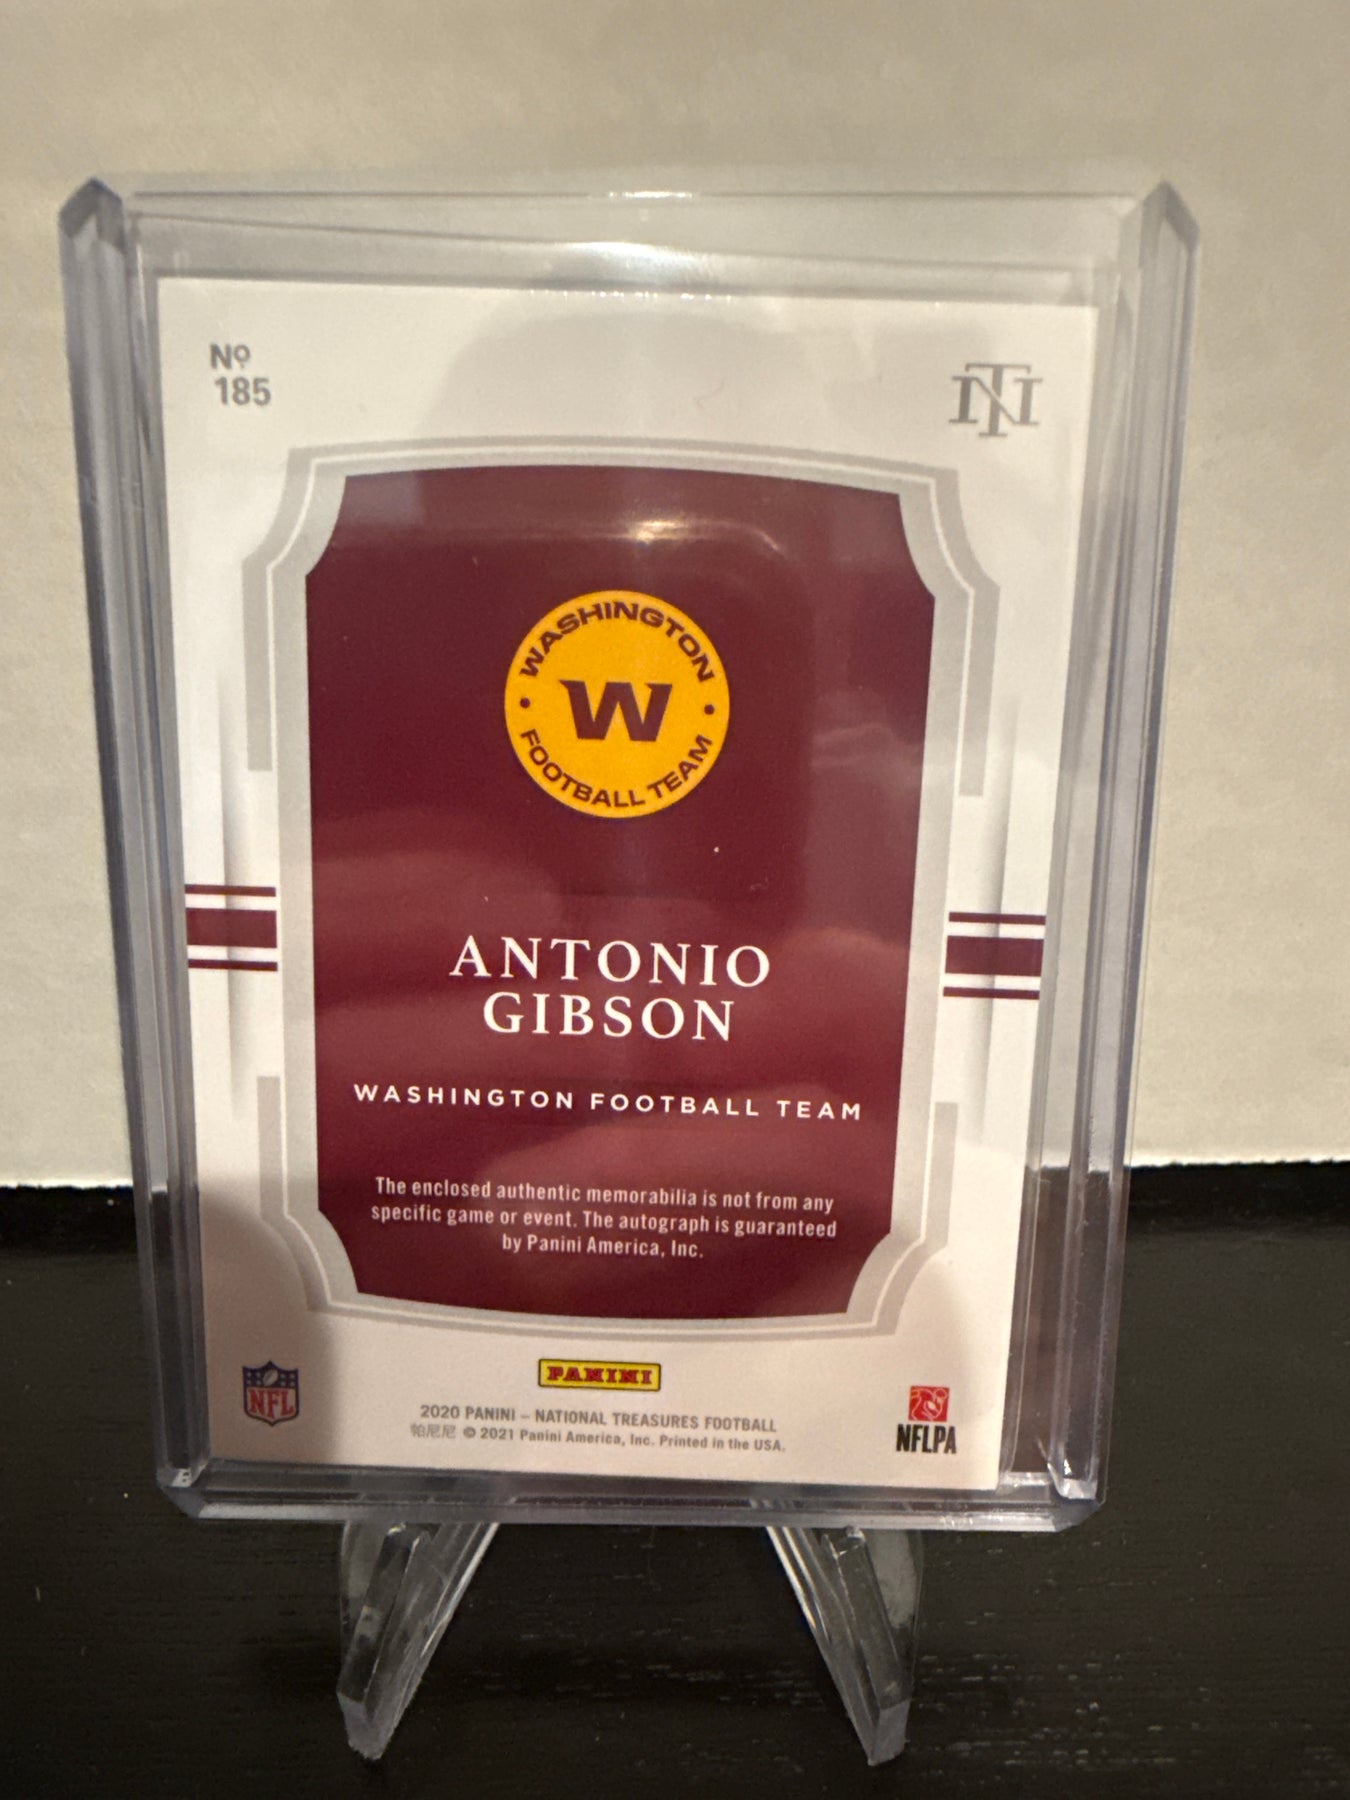 Nº
185
NT
WASHINGTON
W
FOOTBALL TEAM
ANTONIO
GIBSON
WASHINGTON FOOTBALL TEAM
The enclosed authentic memorabilia is not from any
specific game or event. The autograph is guaranteed
by Panini America, Inc.
PANINI
NFL
2020 PANINI – NATIONAL TREASURES FOOTBALL
帕尼尼 © 2021 Panini America, Inc. Printed in the USA.
NFLPA